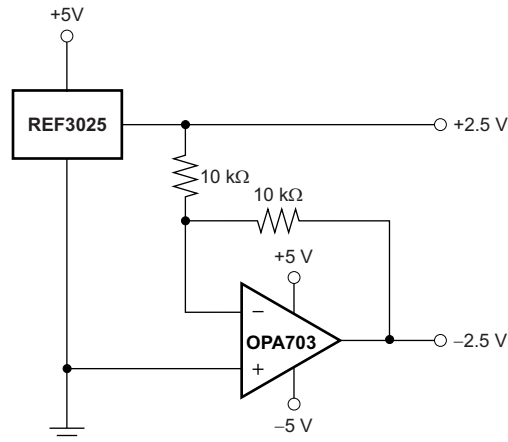 +5V
REF3025
+2.5 V
10 kΩ
10 kΩ
+5 V
−
OPA703
+
−2.5 V
−5 V